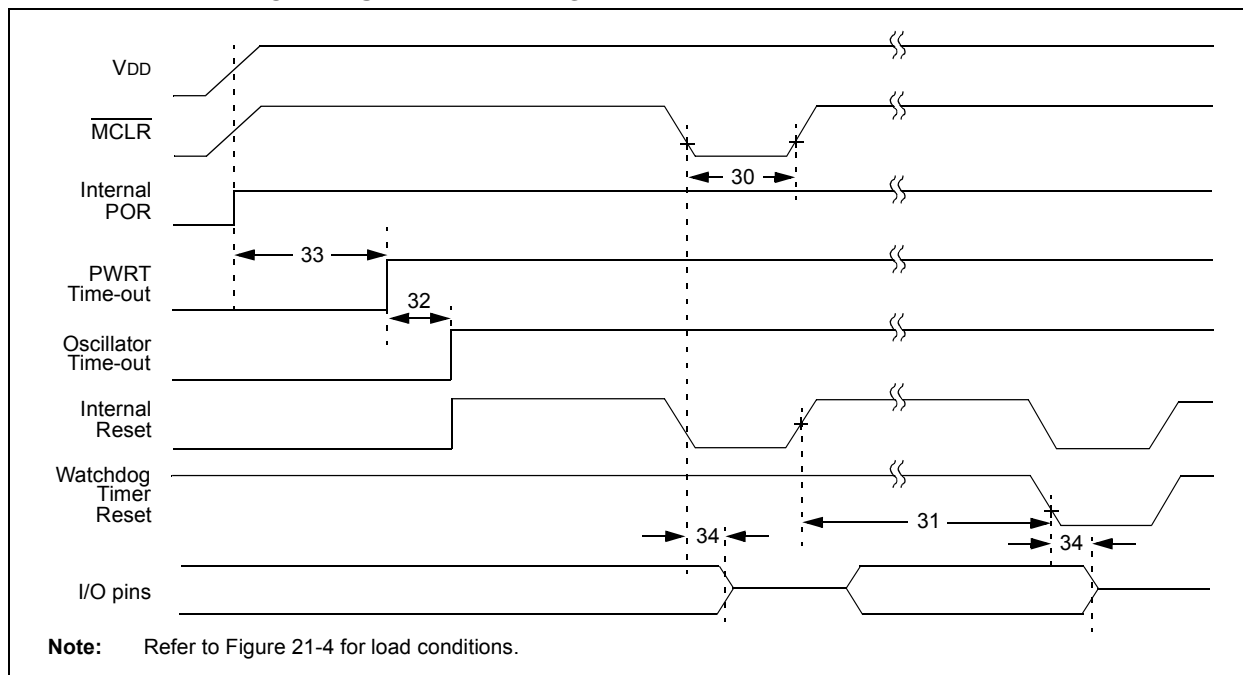 VDD
MCLR
30
Internal
POR
33
PWRT
Time-out
32
Oscillator
Time-out
Internal
Reset
Watchdog
Timer
Reset
31
34
34
I/O pins
Note: Refer to Figure 21-4 for load conditions.